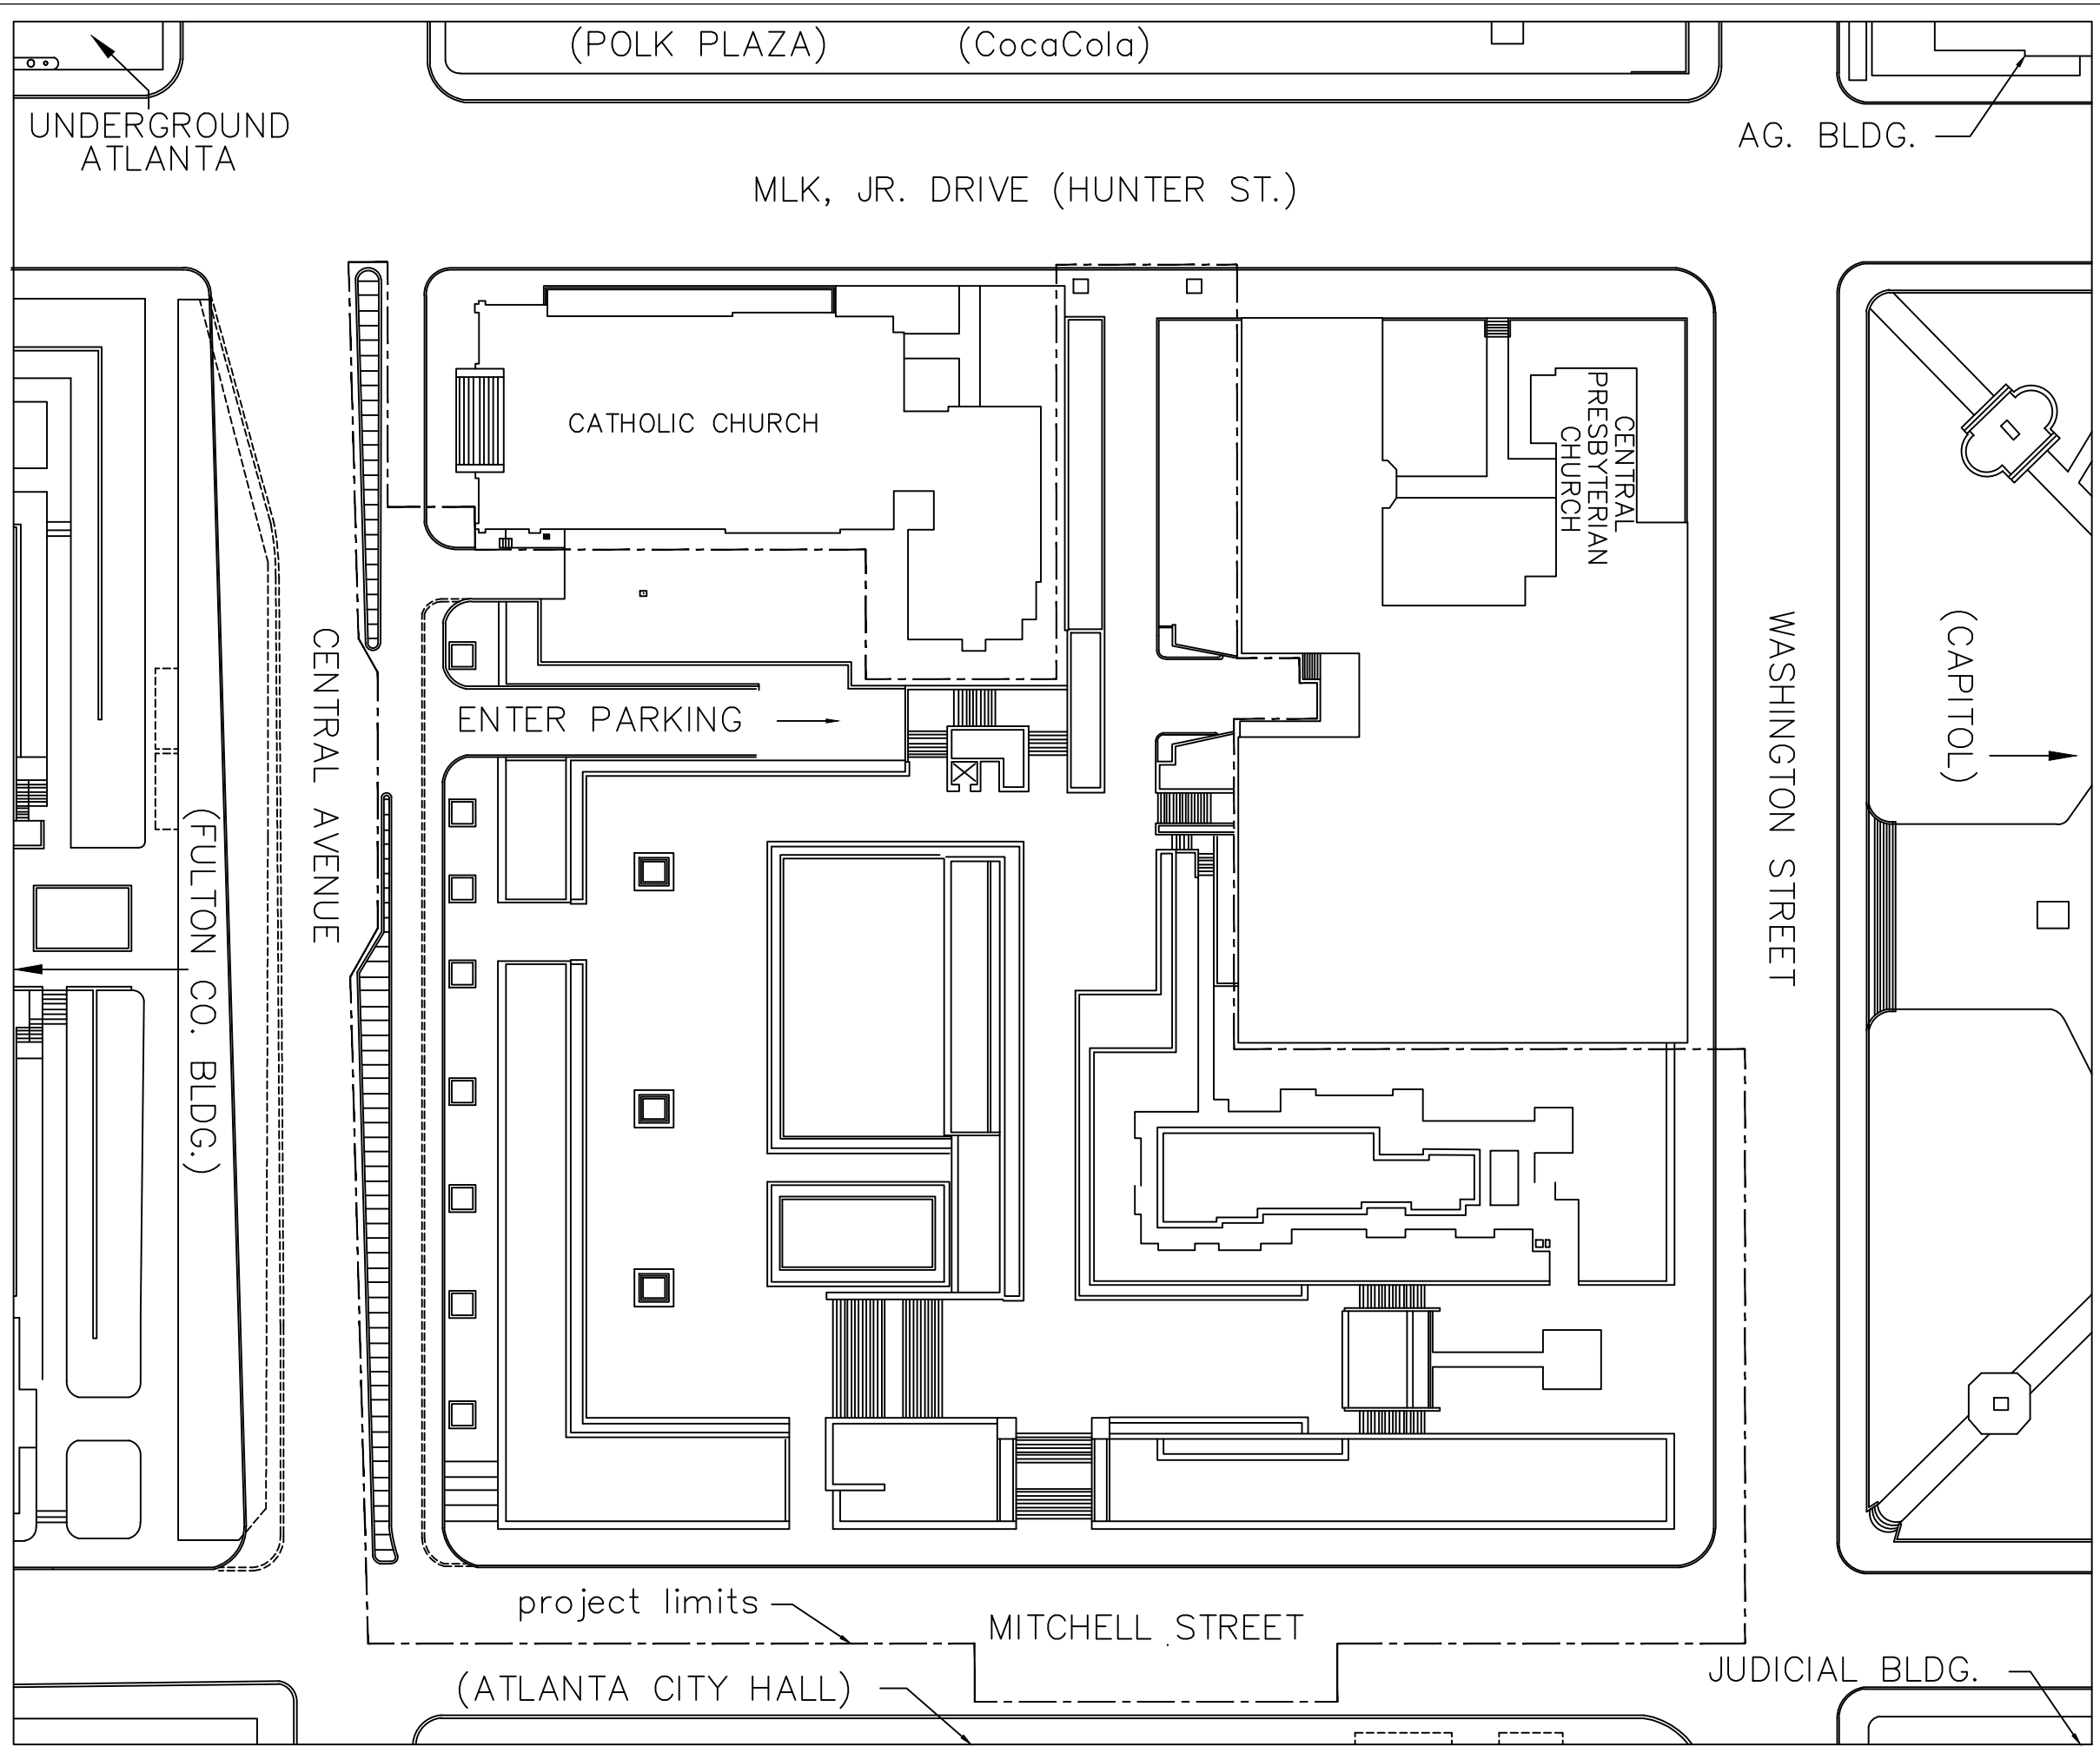 (POLK PLAZA)
(CocaCola)
UNDERGROUND
ATLANTA
AG. BLDG.
MLK, JR. DRIVE (HUNTER ST.)
CATHOLIC CHURCH
CENTRAL
PRESBYTERIAN
CHURCH
ENTER PARKING
CENTRAL AVENUE
WASHINGTON STREET
(CAPITOL)
(FULTON CO. BLDG.)
project limits
MITCHELL STREET
(ATLANTA CITY HALL)
JUDICIAL BLDG.